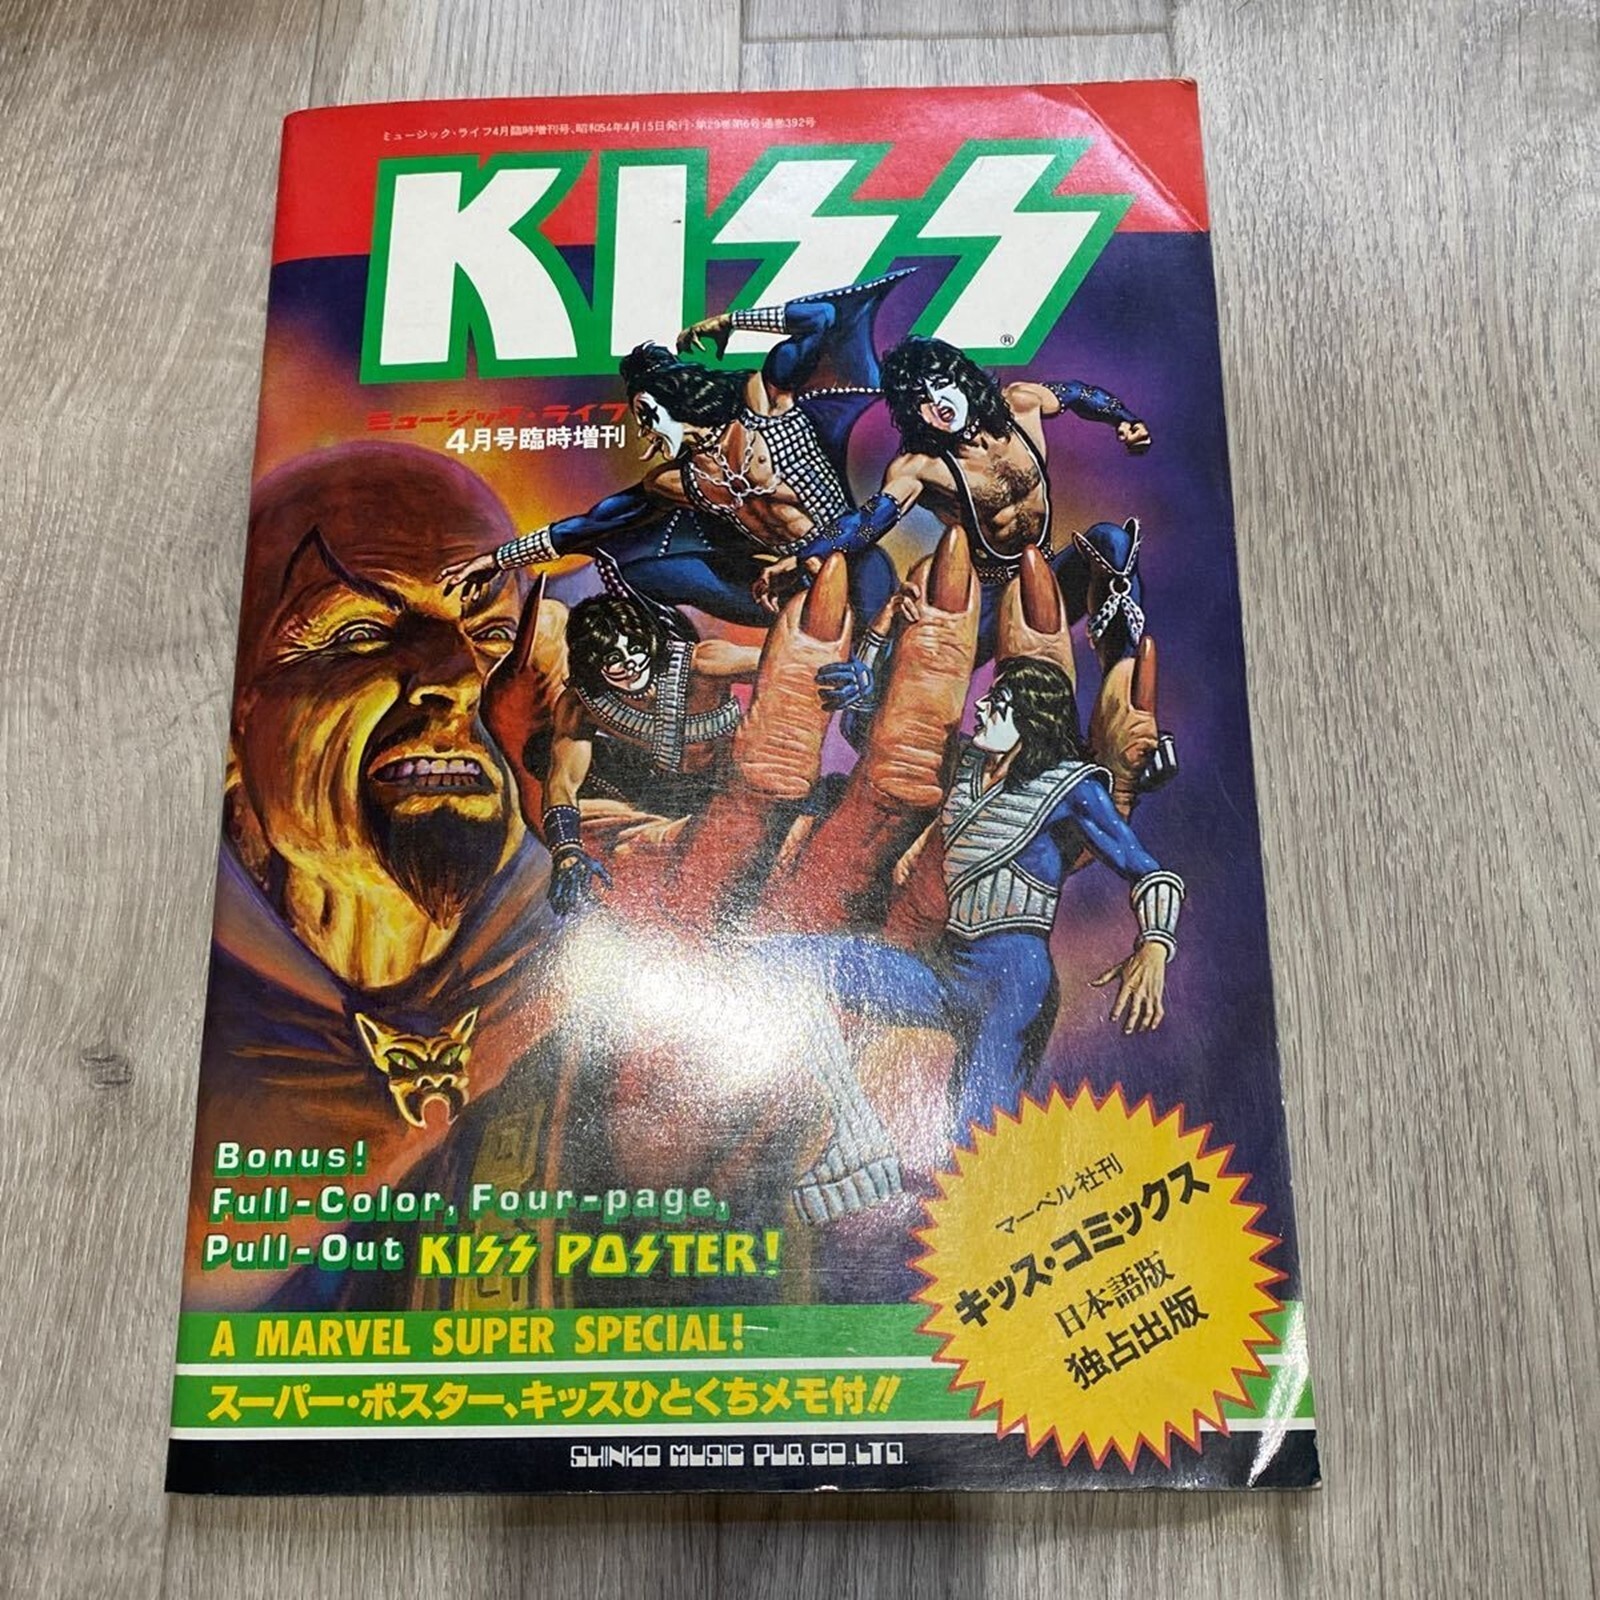 ミュージック・ライフ4月臨時増刊号、昭和54年4月15日発行・第29巻第6号通巻392号
KISS
®
ミュージック・ライフ
4月号臨時増刊
Bonus!
Full-Color, Four-page,
Pull-Out KISS POSTER!
A MARVEL SUPER SPECIAL!
スーパー・ポスター、キッスひとくちメモ付!!
マーベル社刊
キッス・コミックス
日本語版
独占出版
SHINKO MUSIC PUB.CO.,LTD.